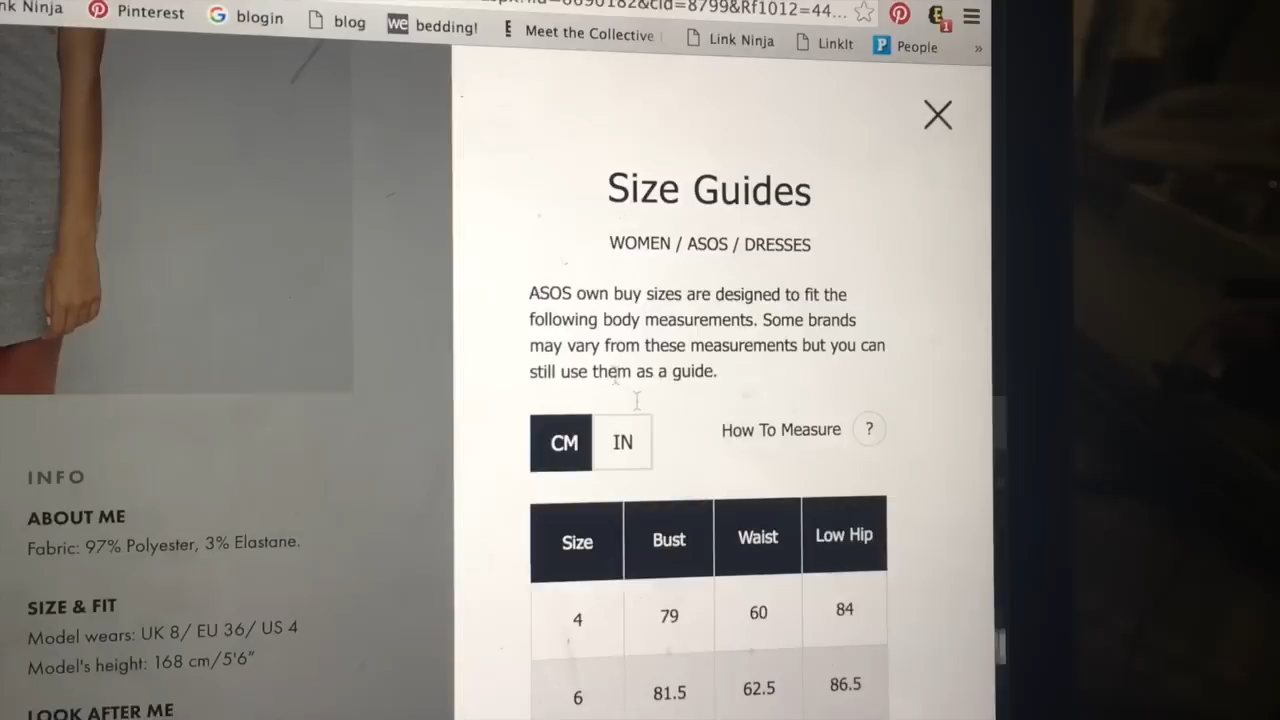 nk Ninja Pinterest blogin blog we bedding! Meet the Collective Link Ninja LinkIt People »
Size Guides
WOMEN / ASOS / DRESSES
ASOS own buy sizes are designed to fit the
following body measurements. Some brands
may vary from these measurements but you can
still use them as a guide.
CM IN How To Measure ?
Size Bust Waist Low Hip
4 79 60 84
6 81.5 62.5 86.5
INFO
ABOUT ME
Fabric: 97% Polyester, 3% Elastane.
SIZE & FIT
Model wears: UK 8/ EU 36/ US 4
Model's height: 168 cm/5'6"
LOOK AFTER ME